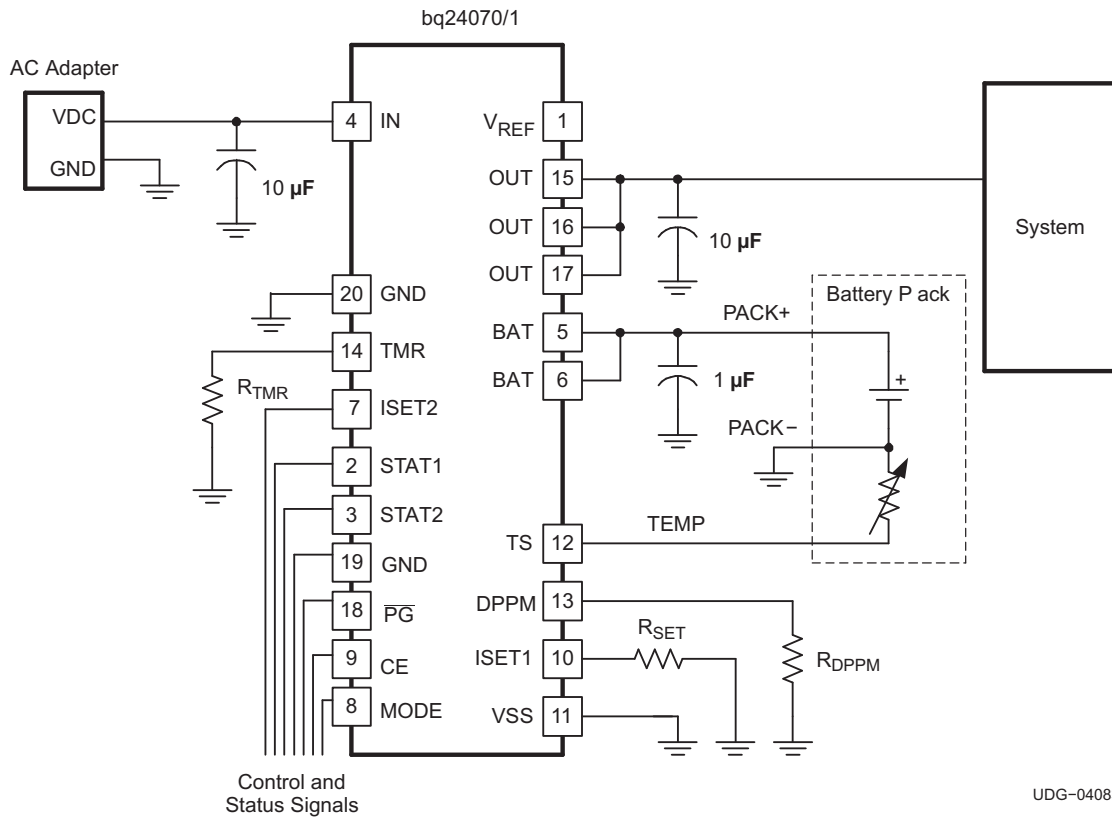 bq24070/1
AC Adapter
VDC
GND
10 µF
4 IN
20 GND
14 TMR
RTMR
7 ISET2
2 STAT1
3 STAT2
19 GND
18 PG
9 CE
8 MODE
Control and
Status Signals
VREF 1
OUT 15
OUT 16
OUT 17
10 µF
System
BAT 5
BAT 6
1 µF
PACK+
Battery P ack
+
PACK−
TS 12
TEMP
DPPM 13
RDPPM
ISET1 10
RSET
VSS 11
UDG−0408